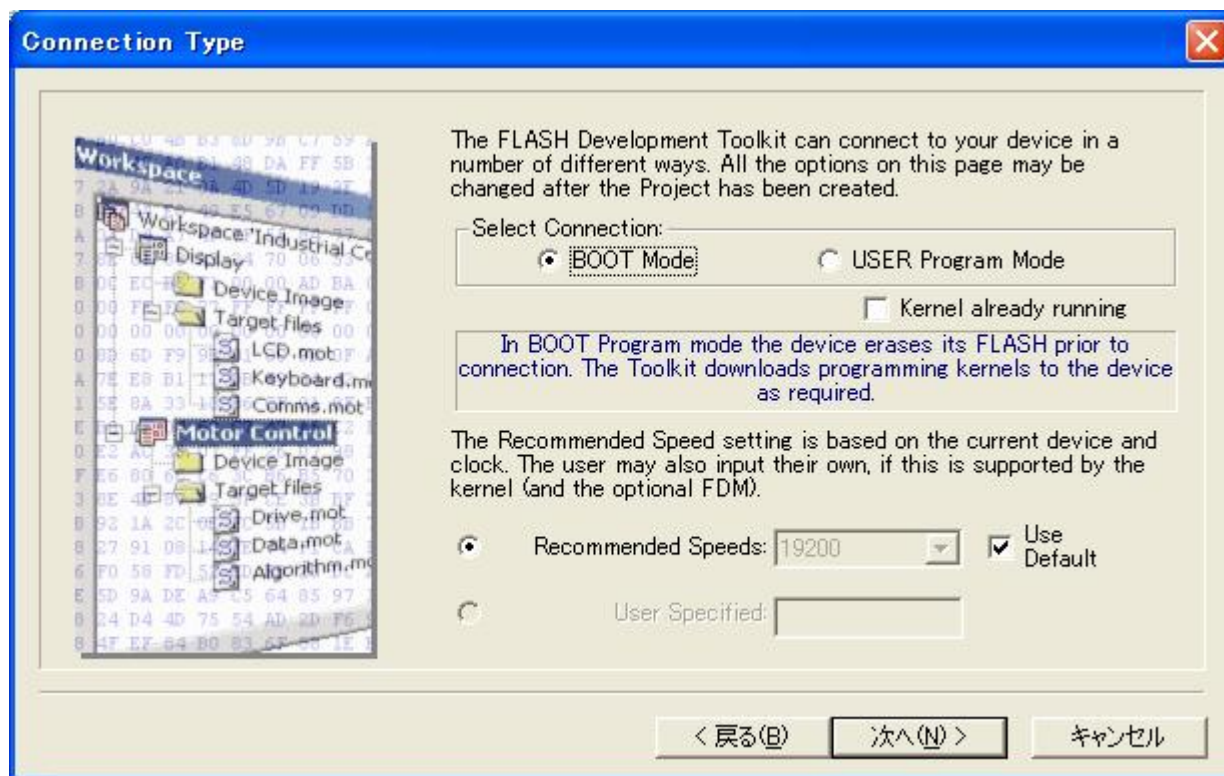 Connection Type
Workspace
Workspace 'Industrial Co
Display
Device Image
Target files
LCD.mot
Keyboard.m
Comms.mot
Motor Control
Device Image
Target files
Drive.mot
Data.mot
Algorithm.mo
The FLASH Development Toolkit can connect to your device in a
number of different ways. All the options on this page may be
changed after the Project has been created.
Select Connection:
BOOT Mode
USER Program Mode
Kernel already running
In BOOT Program mode the device erases its FLASH prior to
connection. The Toolkit downloads programming kernels to the device
as required.
The Recommended Speed setting is based on the current device and
clock. The user may also input their own, if this is supported by the
kernel (and the optional FDM).
Recommended Speeds: 19200
Use
Default
User Specified:
< 戻る(B)
次へ(N) >
キャンセル